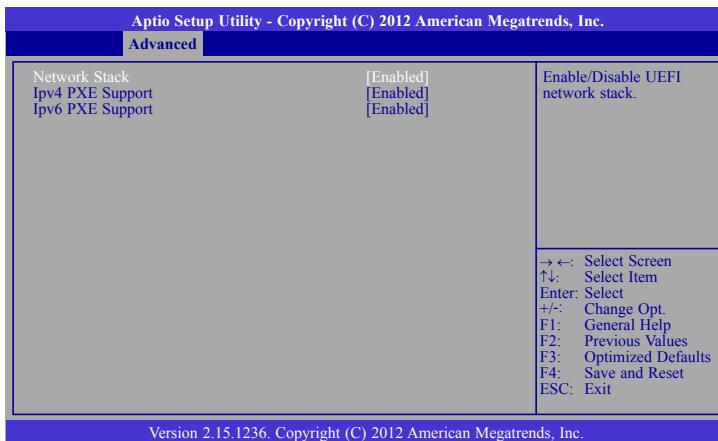 Aptio Setup Utility - Copyright (C) 2012 American Megatrends, Inc.
Advanced
Network Stack [Enabled]
Ipv4 PXE Support [Enabled]
Ipv6 PXE Support [Enabled]
Enable/Disable UEFI
network stack.
→ ←: Select Screen
↑↓: Select Item
Enter: Select
+/-: Change Opt.
F1: General Help
F2: Previous Values
F3: Optimized Defaults
F4: Save and Reset
ESC: Exit
Version 2.15.1236. Copyright (C) 2012 American Megatrends, Inc.